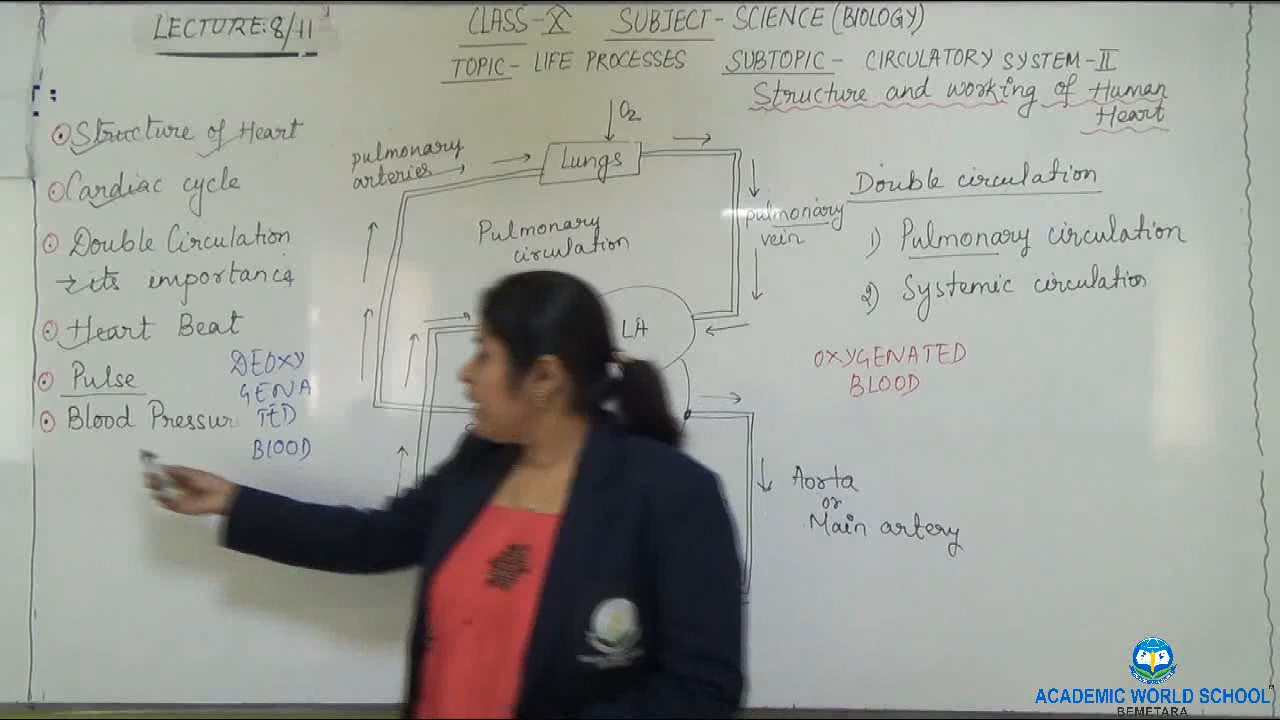 LECTURE: 8/11
CLASS-X SUBJECT- SCIENCE (BIOLOGY)
TOPIC- LIFE PROCESSES SUBTOPIC- CIRCULATORY SYSTEM-II
Structure and working of Human
Heart
Structure of Heart
Cardiac cycle
Double Circulation
its importance
Heart Beat
Pulse
Blood Pressur
DEOXY
GENA
TED
BLOOD
O2
Lungs
pulmonary
arteries
Pulmonary
circulation
pulmonary
vein
LA
Aorta
or
Main artery
Double circulation
1) Pulmonary circulation
2) Systemic circulation
OXYGENATED
BLOOD
ACADEMIC WORLD SCHOOL
BEMETARA